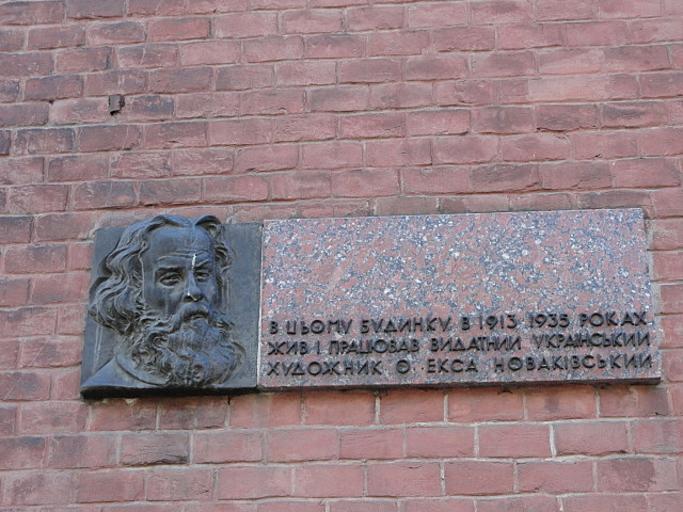 В ЦЬОМУ БУДИНКУ В 1913 1935 РОКАХ
ЖИВ І ПРАЦЮВАВ ВИДАТНИЙ УКРАЇНСЬКИЙ
ХУДОЖНИК О ЕКСА НОВАКІВСЬКИЙ